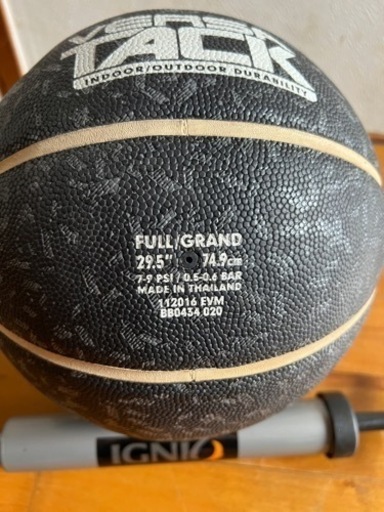 VERSA
TACK
INDOOR/OUTDOOR DURABILITY
FULL/GRAND
29.5" 74.9cm
7-9 PSI / 0.5-0.6 BAR
MADE IN THAILAND
112016 EVM
BB0434 020
IGNIO